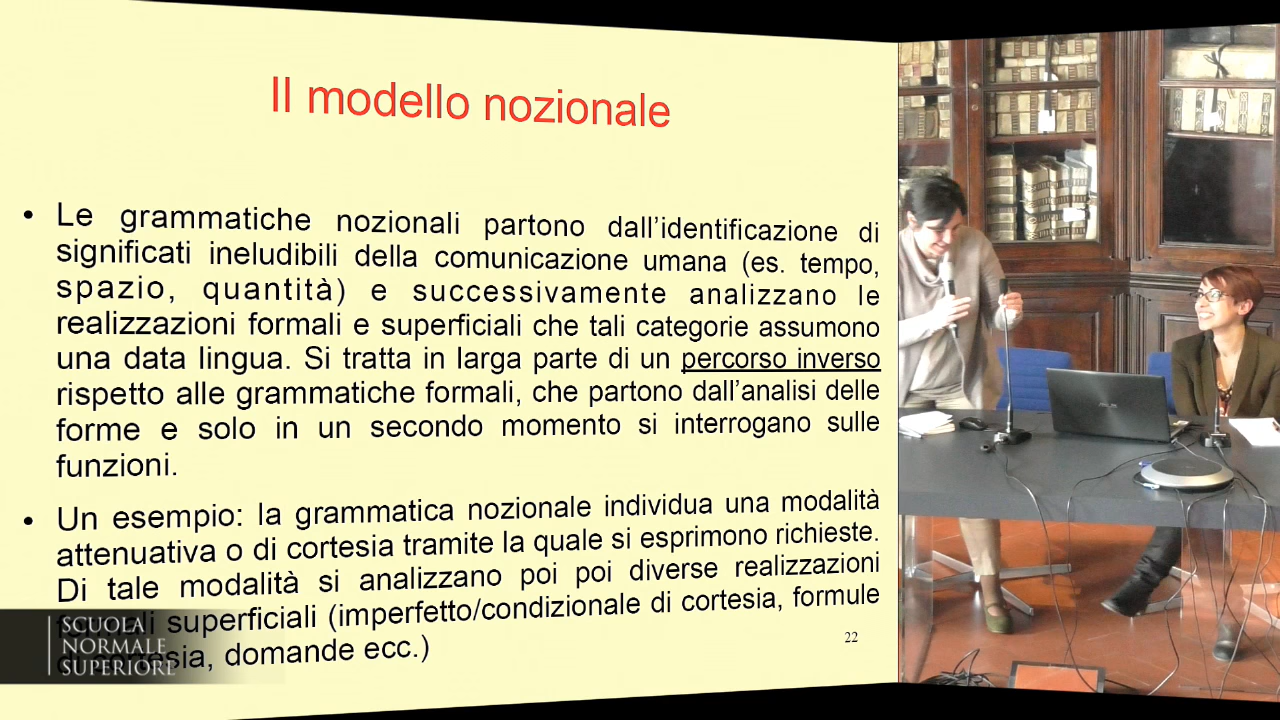 Il modello nozionale
• Le grammatiche nozionali partono dall’identificazione di
significati ineludibili della comunicazione umana (es. tempo,
spazio, quantità) e successivamente analizzano le
realizzazioni formali e superficiali che tali categorie assumono
una data lingua. Si tratta in larga parte di un percorso inverso
rispetto alle grammatiche formali, che partono dall’analisi delle
forme e solo in un secondo momento si interrogano sulle
funzioni.
• Un esempio: la grammatica nozionale individua una modalità
attenuativa o di cortesia tramite la quale si esprimono richieste.
Di tale modalità si analizzano poi poi diverse realizzazioni
formali superficiali (imperfetto/condizionale di cortesia, formule
di cortesia, domande ecc.)
22
SCUOLA
NORMALE
SUPERIORE
ASUS